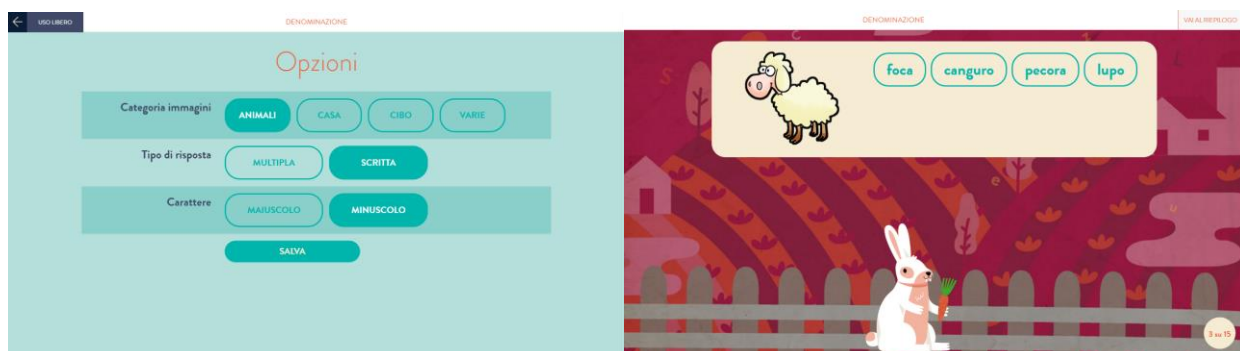 USO LIBERO
DENOMINAZIONE
Opzioni
Categoria immagini
ANIMALI CASA CIBO VARIE
Tipo di risposta
MULTIPLA SCRITTA
Carattere
MAIUSCOLO MINUSCOLO
SALVA
DENOMINAZIONE
VAI AL RIEPILOGO
foca canguro pecora lupo
S
C
L
e
S
u
3 su 15